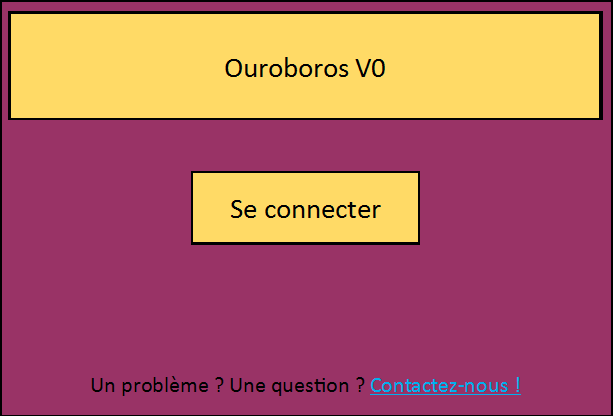 Ouroboros V0
Se connecter
Un problème ? Une question ? Contactez-nous !